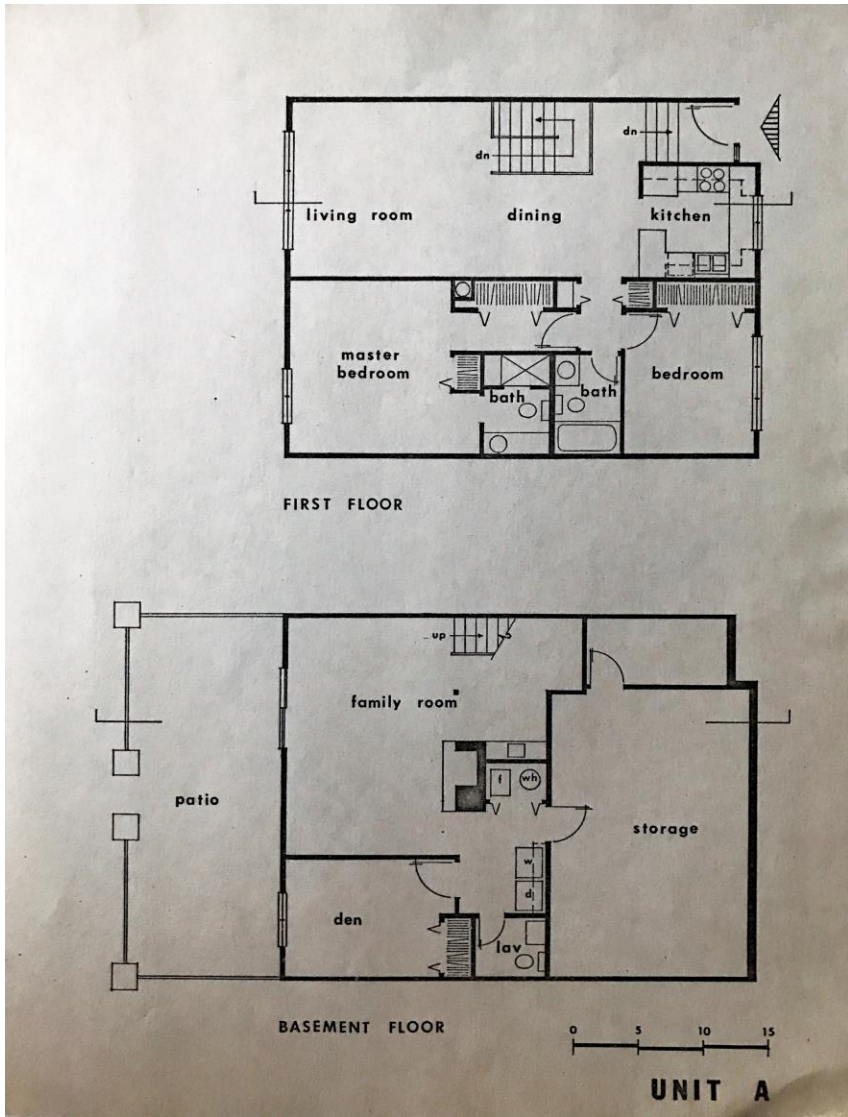 dn
dn
living room
dining
kitchen
master
bedroom
bath
bath
bedroom
FIRST FLOOR
up
family room
f
wh
patio
storage
w
d
den
lav
BASEMENT FLOOR
0 5 10 15
UNIT A